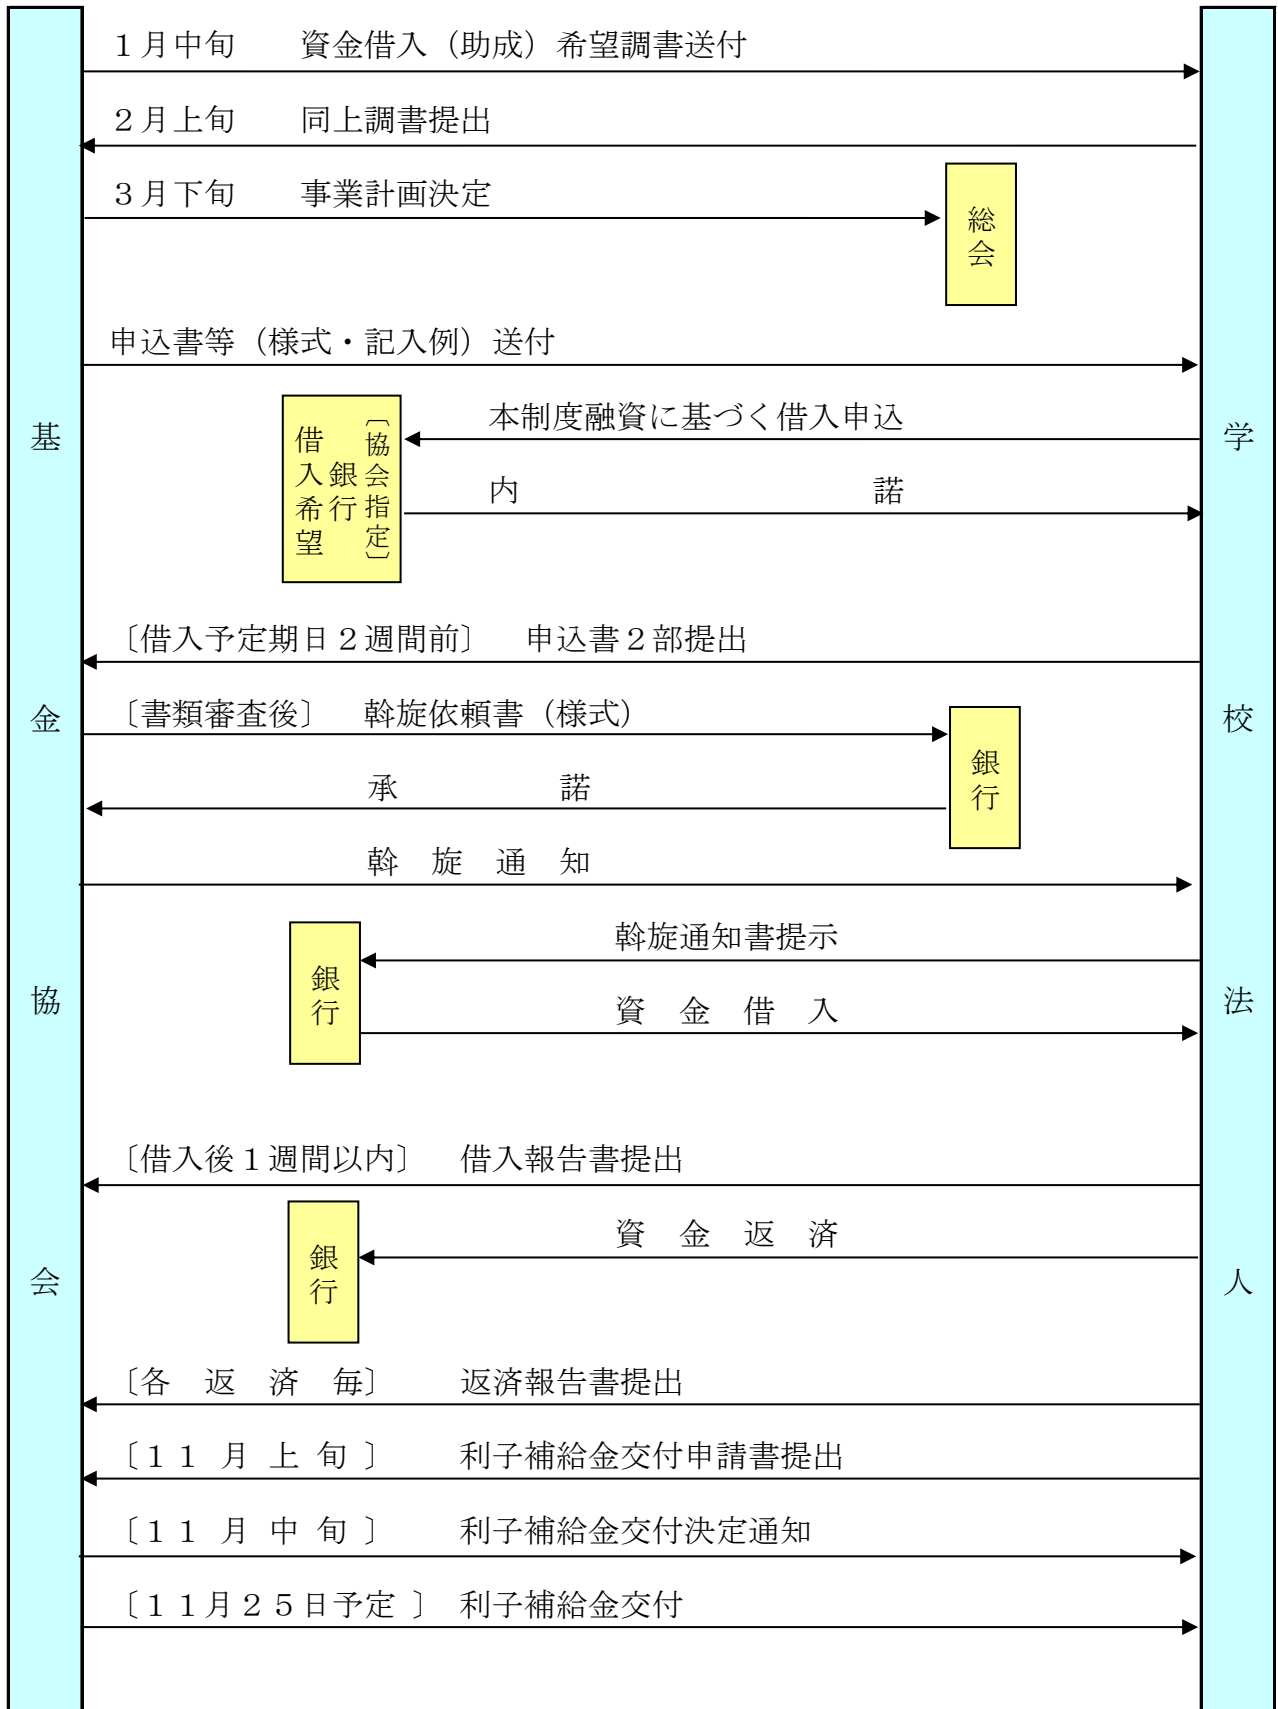 １月中旬　　資金借入（助成）希望調書送付
２月上旬　　同上調書提出
３月下旬　　事業計画決定
総会
申込書等（様式・記入例）送付
本制度融資に基づく借入申込
〔協会指定〕
銀行
借入希望
内　　　　　　　　　　　諾
〔借入予定期日２週間前〕　申込書２部提出
〔書類審査後〕　斡旋依頼書（様式）
銀行
承　　　　　諾
斡　旋　通　知
斡旋通知書提示
銀行
資　金　借　入
〔借入後１週間以内〕　借入報告書提出
銀行
資　金　返　済
〔各　返　済　毎〕　　返済報告書提出
〔１１ 月 上 旬 〕　　利子補給金交付申請書提出
〔１１ 月 中 旬 〕　　利子補給金交付決定通知
〔１１月２５日予定 〕 利子補給金交付
基金協会
学校法人